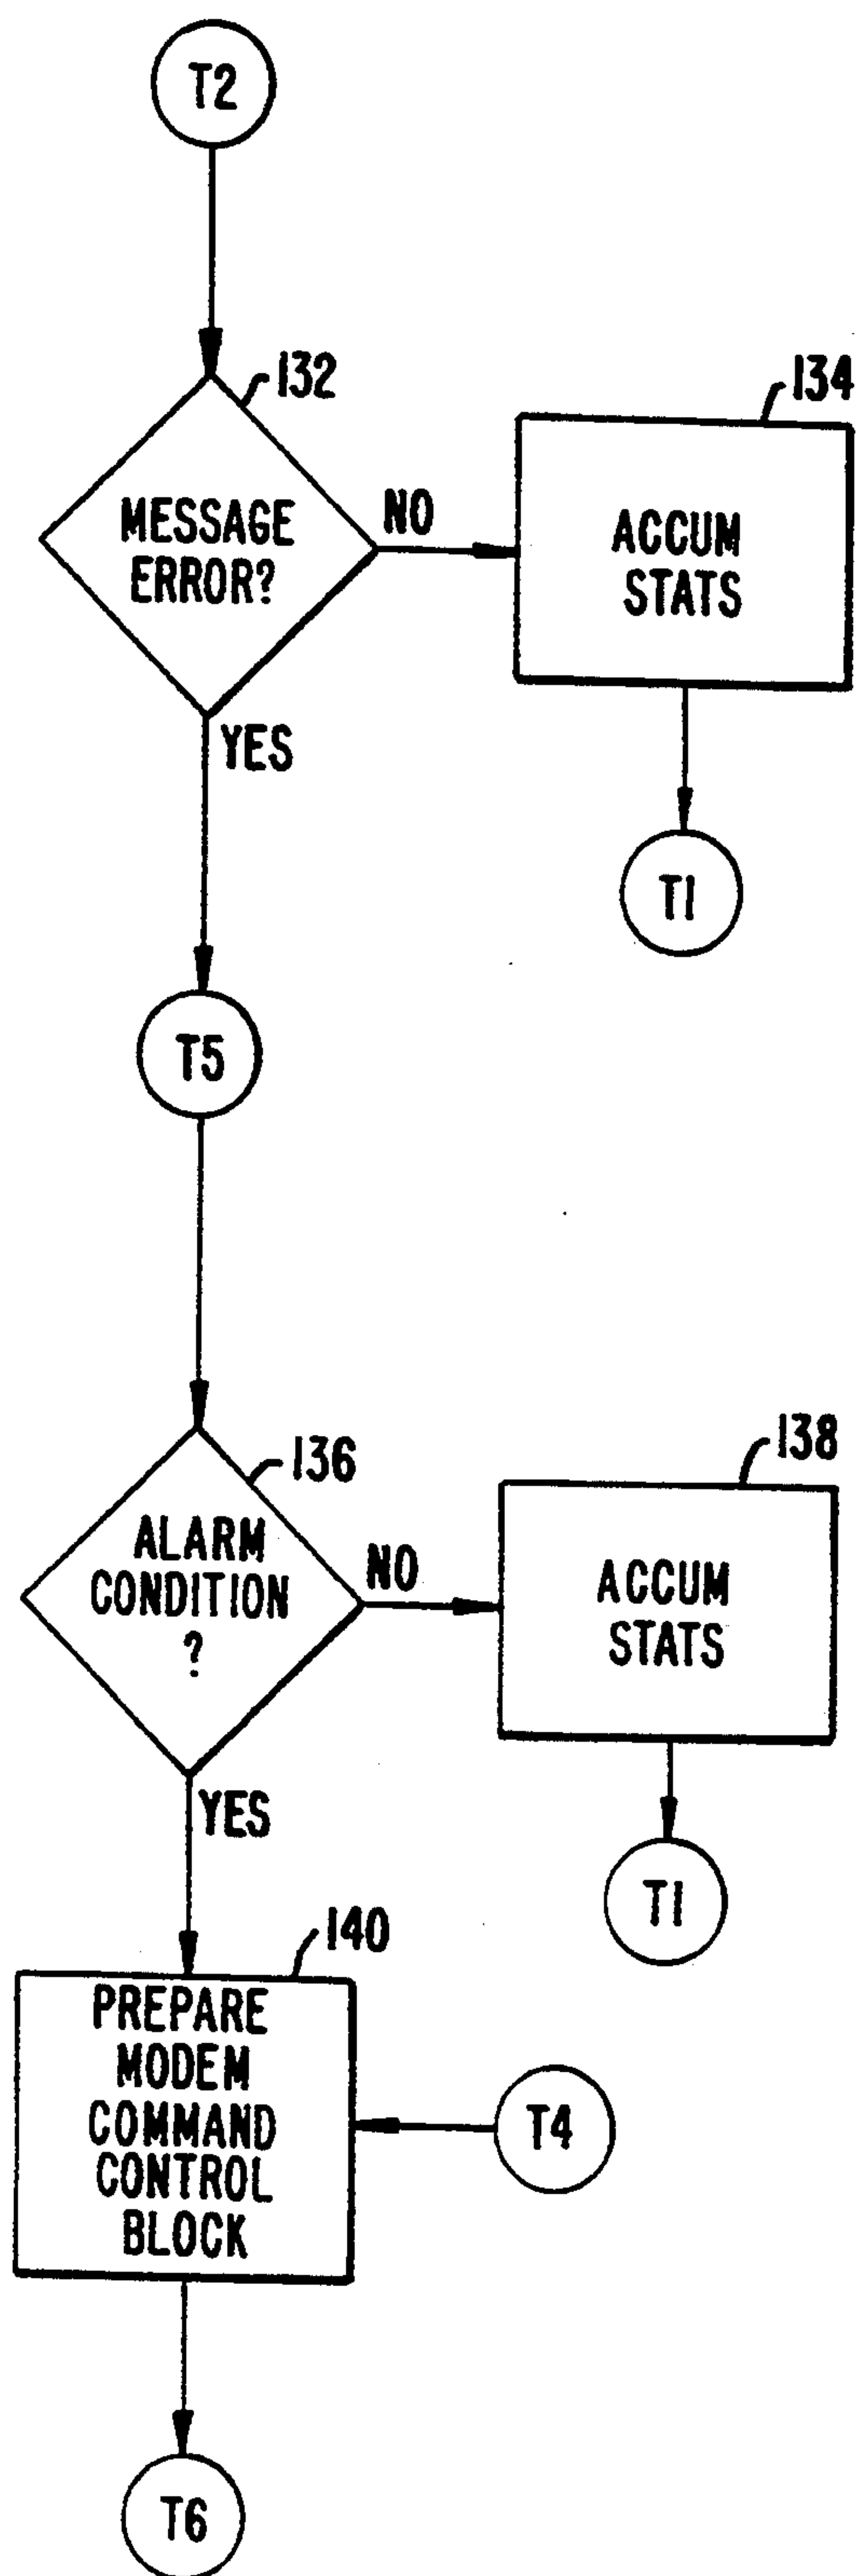 T2
132
134
MESSAGE
ERROR?
NO
ACCUM
STATS
YES
T1
T5
136
138
ALARM
CONDITION
?
NO
ACCUM
STATS
YES
T1
140
PREPARE
MODEM
COMMAND
CONTROL
BLOCK
T4
T6